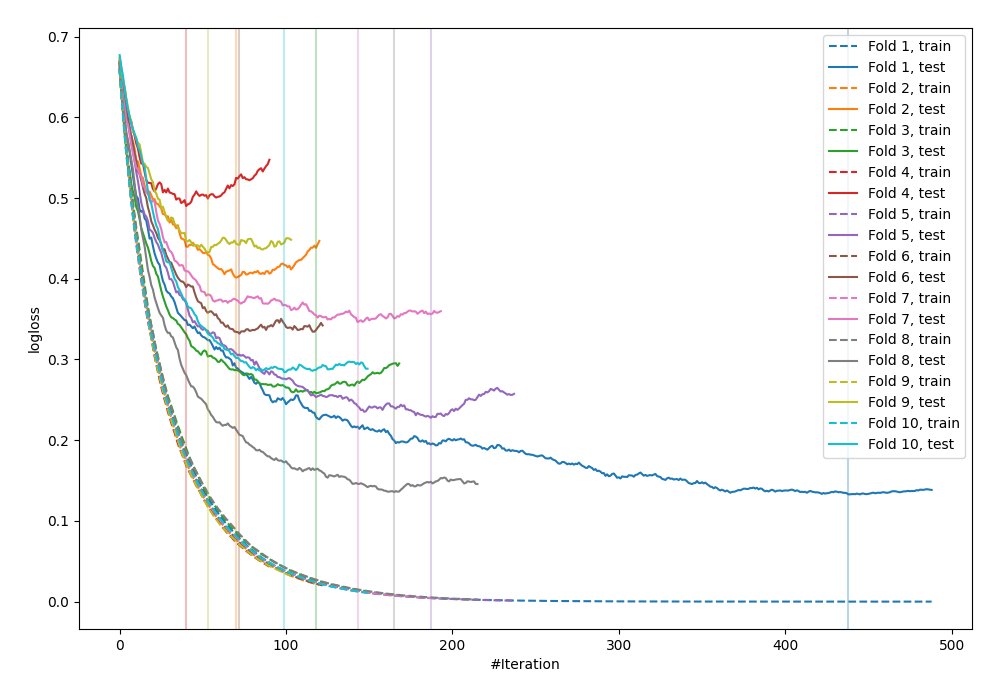 0.7
0.6
0.5
0.4
0.3
0.2
0.1
0.0
logloss
0
100
200
300
400
500
#Iteration
Fold 1, train
Fold 1, test
Fold 2, train
Fold 2, test
Fold 3, train
Fold 3, test
Fold 4, train
Fold 4, test
Fold 5, train
Fold 5, test
Fold 6, train
Fold 6, test
Fold 7, train
Fold 7, test
Fold 8, train
Fold 8, test
Fold 9, train
Fold 9, test
Fold 10, train
Fold 10, test